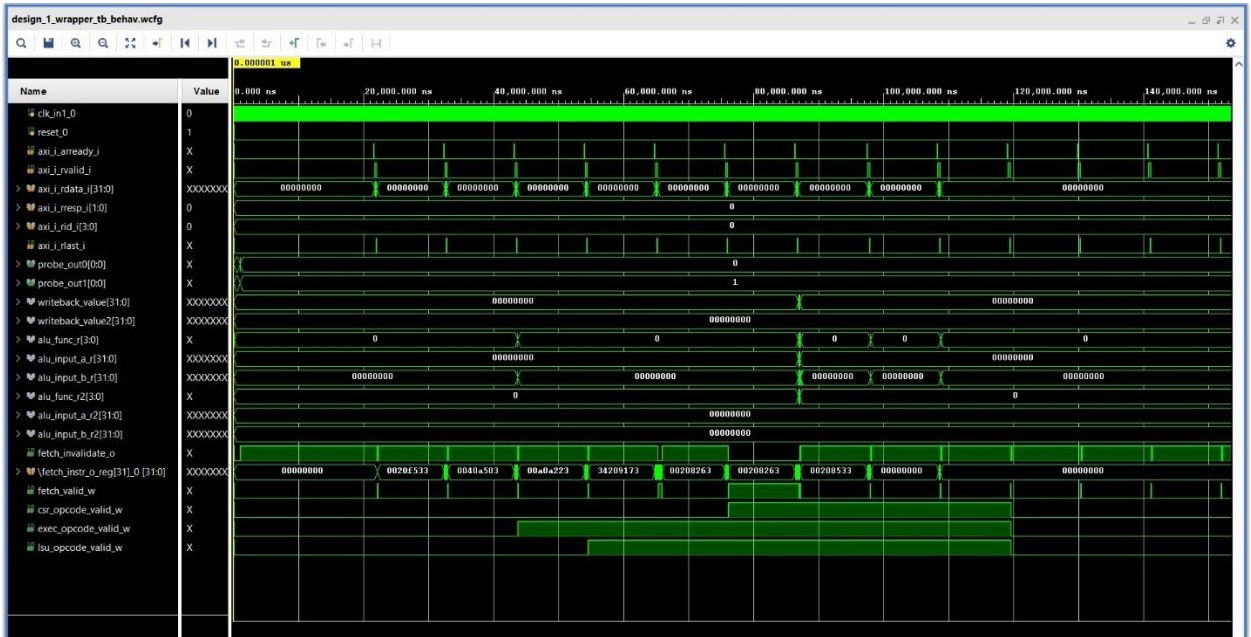 design_1_wrapper_tb_behav.wcfg
0.000001 us
Name Value 0.000 ns 20,000.000 ns 40,000.000 ns 60,000.000 ns 80,000.000 ns 100,000.000 ns 120,000.000 ns 140,000.000 ns
clk_in1_0 0
reset_0 1
axi_i_arready_i X
axi_i_rvalid_i X
axi_i_rdata_i[31:0] XXXXXXX 00000000 00000000 00000000 00000000 00000000 00000000 00000000 00000000 00000000 00000000
axi_i_rresp_i[1:0] 0 0
axi_i_rid_i[3:0] 0 0
axi_i_rlast_i X
probe_out0[0:0] X 0
probe_out1[0:0] X 1
writeback_value[31:0] XXXXXXX 00000000 00000000
writeback_value2[31:0] XXXXXXX 00000000
alu_func_r[3:0] X 0 0 0 0 0
alu_input_a_r[31:0] XXXXXXX 00000000 00000000
alu_input_b_r[31:0] XXXXXXX 00000000 00000000 00000000 00000000 00000000
alu_func_r2[3:0] X 0 0
alu_input_a_r2[31:0] XXXXXXX 00000000
alu_input_b_r2[31:0] XXXXXXX 00000000
fetch_invalidate_o X
\fetch_instr_o_reg[31]_0 [31:0] XXXXXXX 00000000 0020f533 0040a503 00a0a223 34209173 00208263 00208263 00208533 00000000 00000000
fetch_valid_w X
csr_opcode_valid_w X
exec_opcode_valid_w X
lsu_opcode_valid_w X